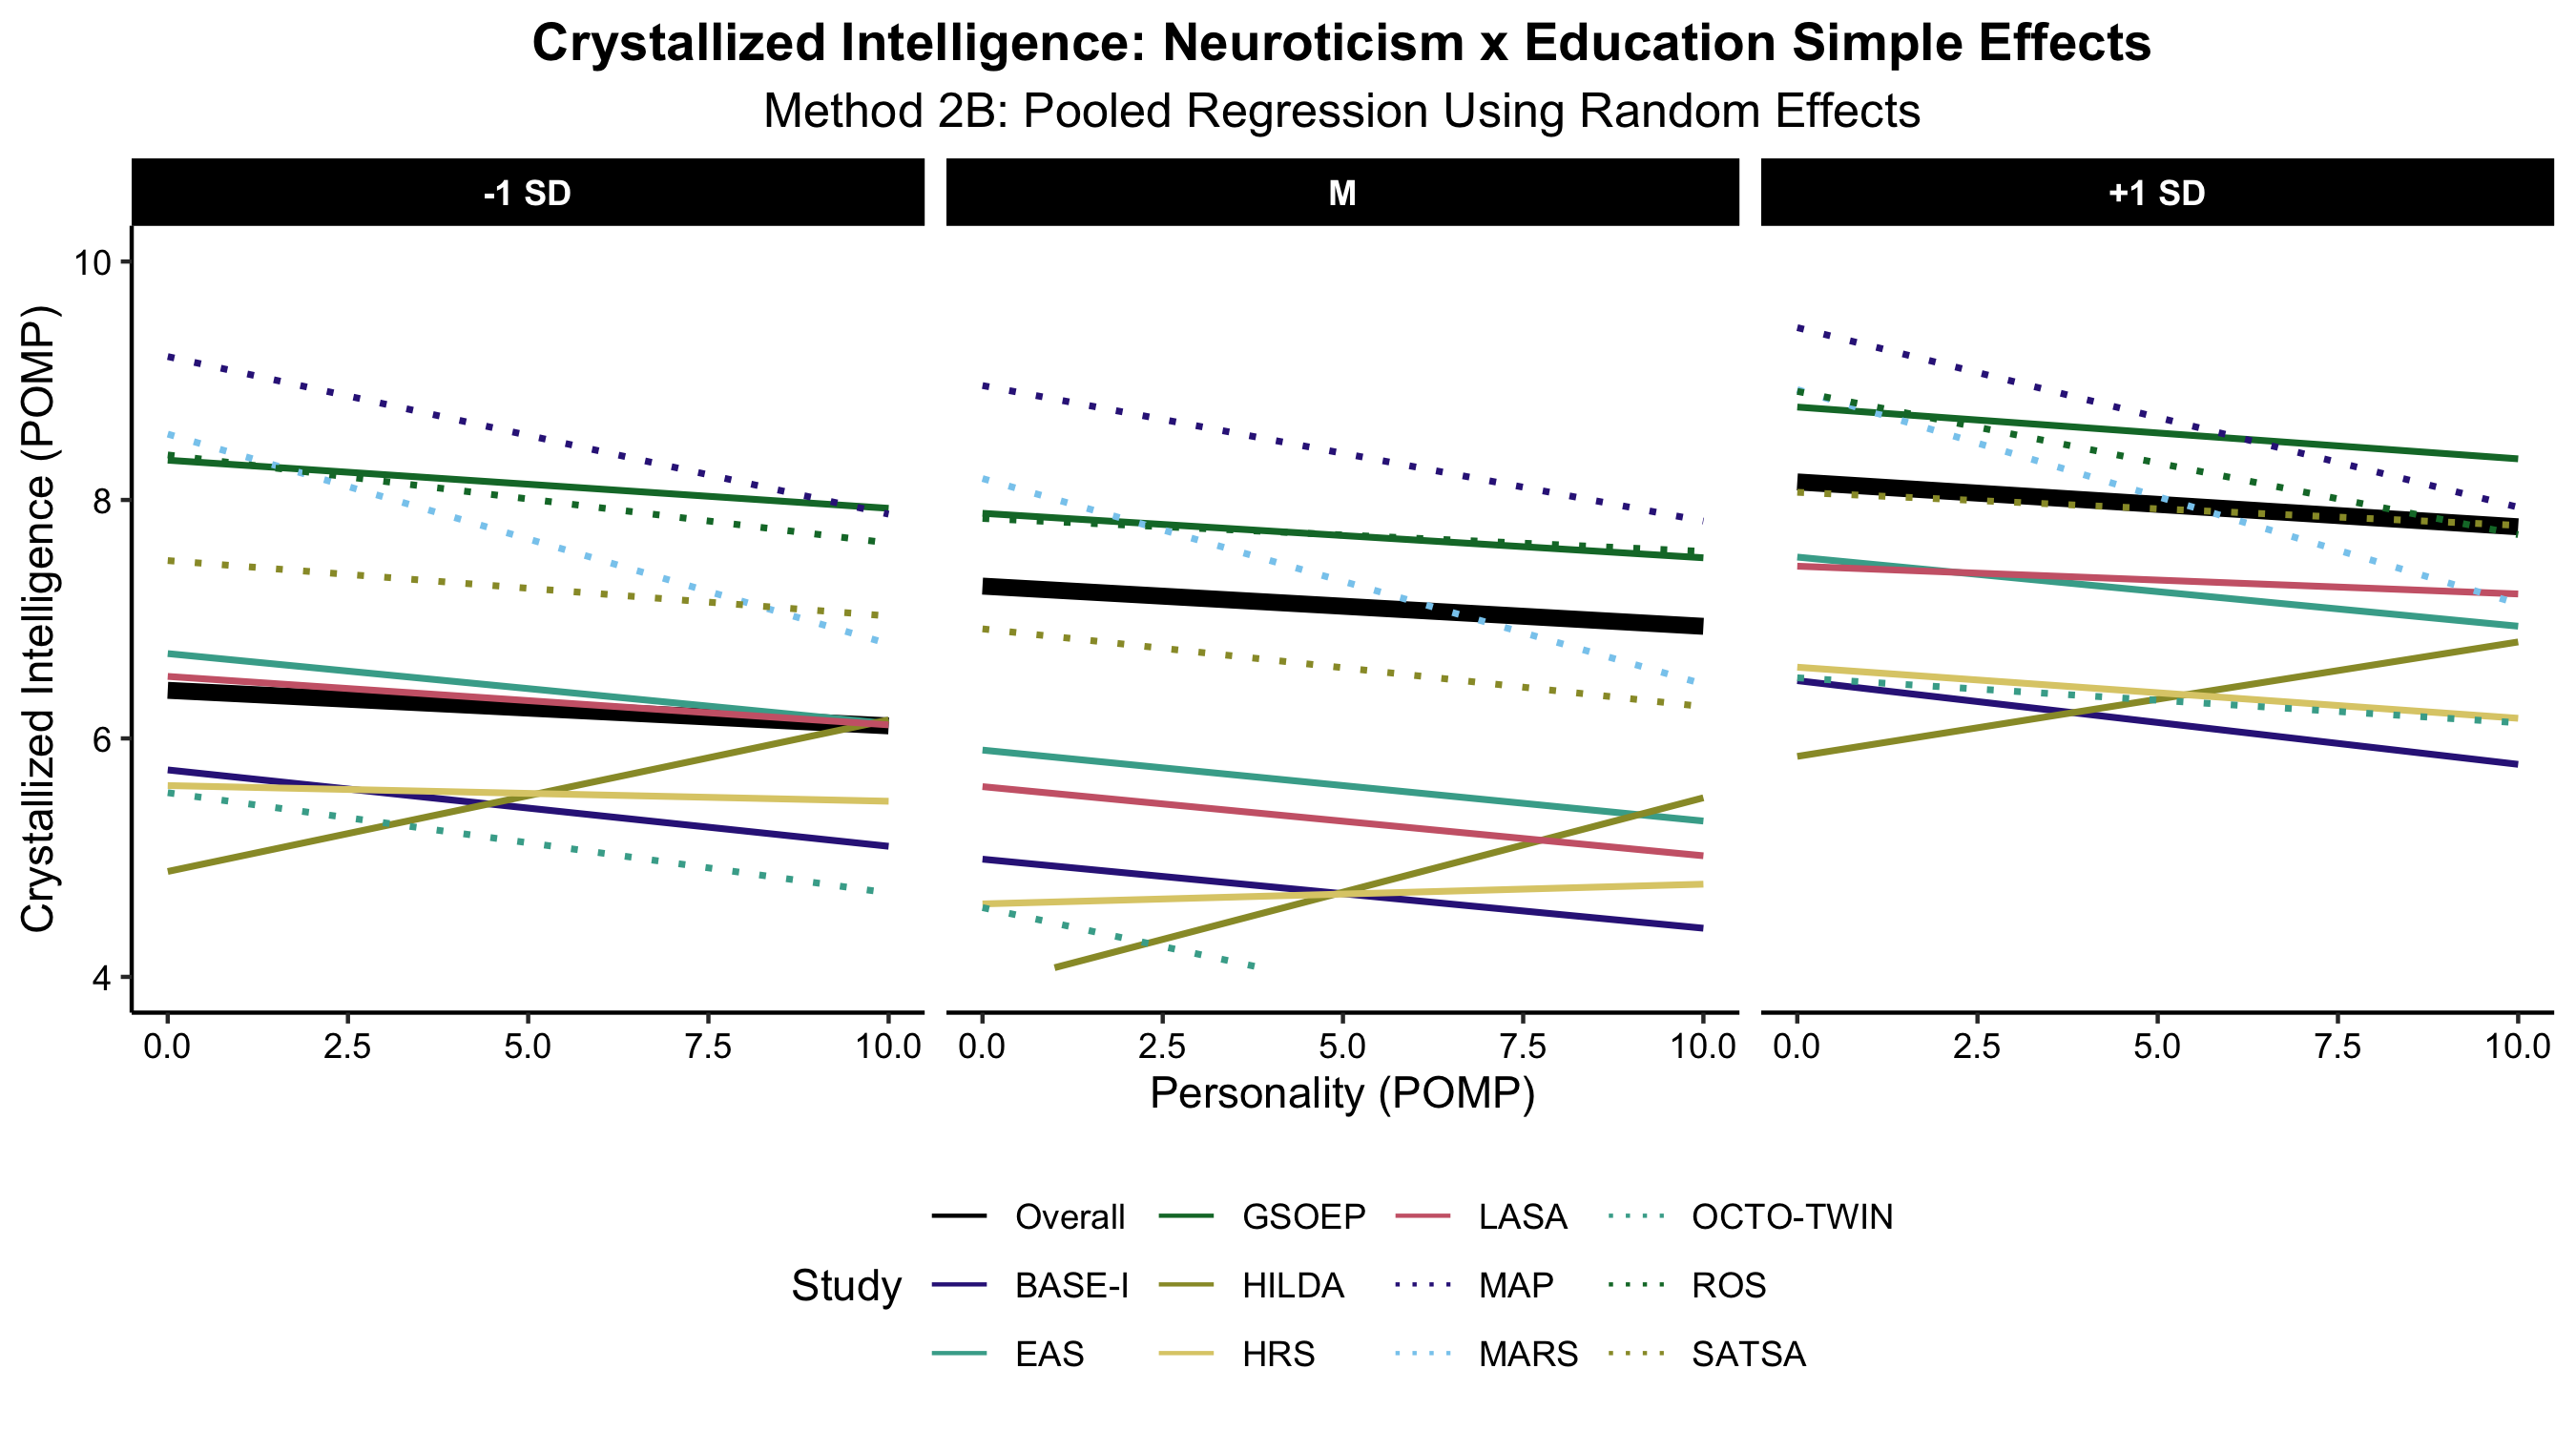 Crystallized Intelligence: Neuroticism x Education Simple Effects
Method 2B: Pooled Regression Using Random Effects
-1 SD
M
+1 SD
Crystallized Intelligence (POMP)
10
8
6
4
0.0 2.5 5.0 7.5 10.0
0.0 2.5 5.0 7.5 10.0
0.0 2.5 5.0 7.5 10.0
Personality (POMP)
Study
Overall GSOEP LASA OCTO-TWIN
BASE-I HILDA MAP ROS
EAS HRS MARS SATSA